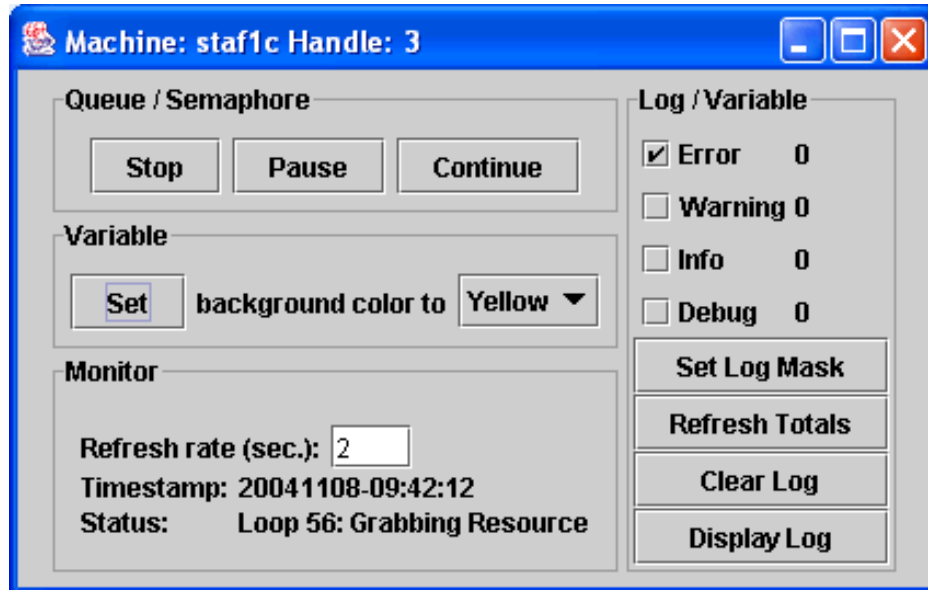 Machine: staf1c Handle: 3
Queue / Semaphore
Stop Pause Continue
Variable
Set background color to Yellow
Monitor
Refresh rate (sec.): 2
Timestamp: 20041108-09:42:12
Status: Loop 56: Grabbing Resource
Log / Variable
Error 0
Warning 0
Info 0
Debug 0
Set Log Mask
Refresh Totals
Clear Log
Display Log